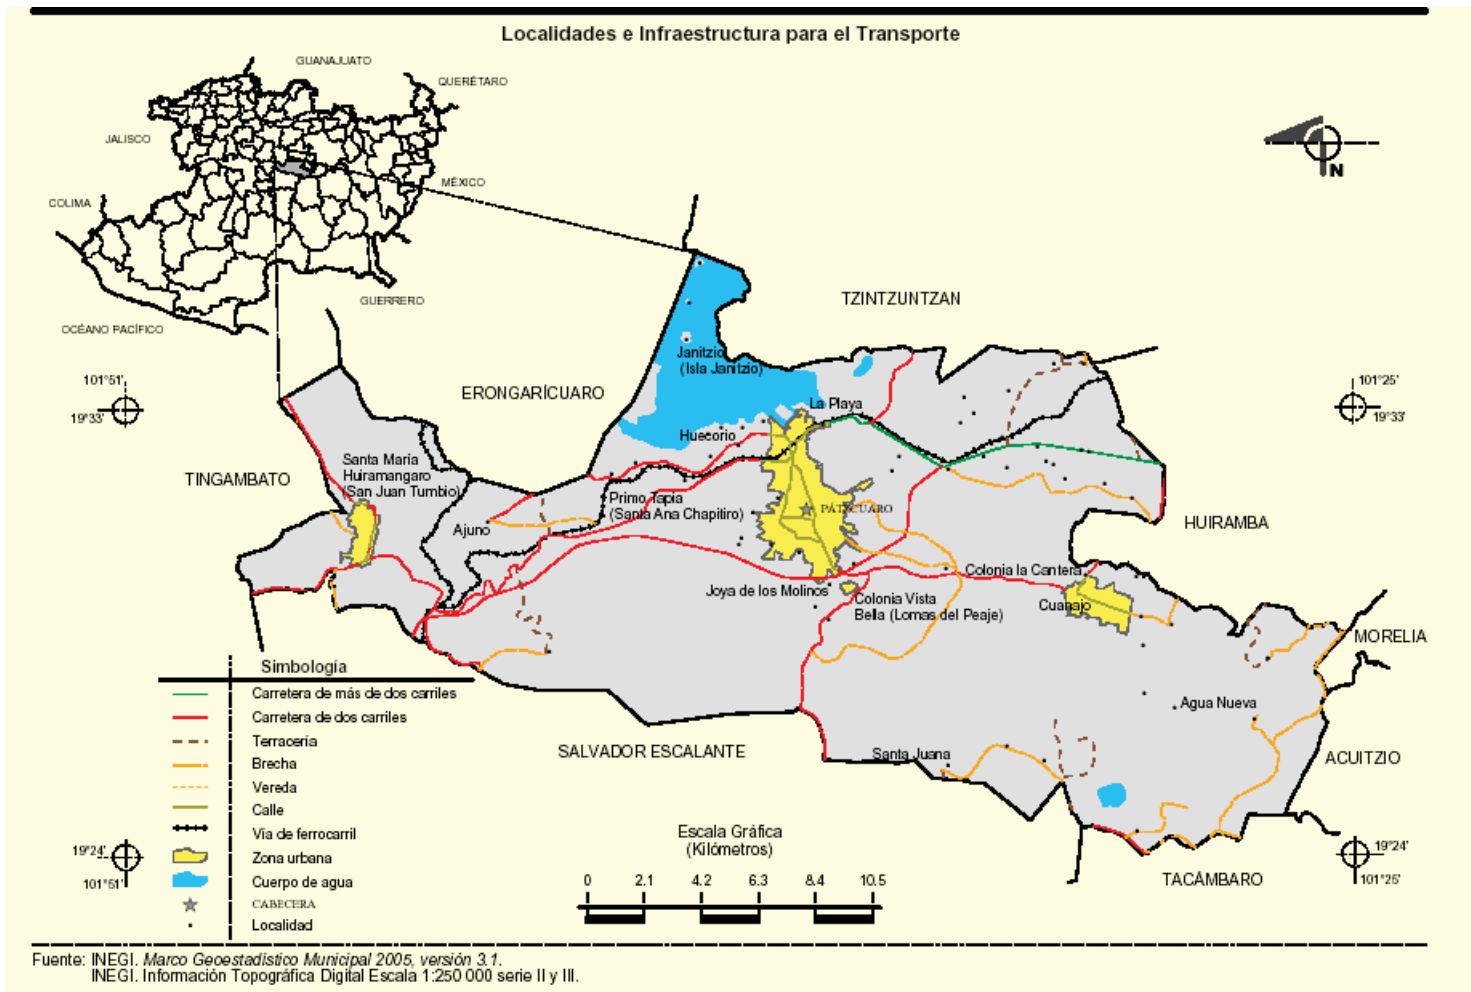 Localidades e Infraestructura para el Transporte
GUANAJUATO
QUERÉTARO
JALISCO
MÉXICO
COLIMA
GUERRERO
OCÉANO PACÍFICO
N
TZINTZUNTZAN
Janitzio
(Isla Janitzio)
101°51'
19°33'
101°25'
19°33'
ERONGARÍCUARO
La Playa
Huecorio
TINGAMBATO
Santa María
Huiramangaro
(San Juan Tumbio)
Primo Tapia
(Santa Ana Chapitiro)
PÁTZCUARO
Ajuno
HUIRAMBA
Colonia la Cantera
Joya de los Molinos
Colonia Vista
Bella (Lomas del Peaje)
Cuanajo
MORELIA
Agua Nueva
SALVADOR ESCALANTE
Santa Juana
ACUITZIO
TACÁMBARO
Simbología
Carretera de más de dos carriles
Carretera de dos carriles
Terracería
Brecha
Vereda
Calle
Vía de ferrocarril
Zona urbana
Cuerpo de agua
CABECERA
Localidad
19°24'
101°51'
Escala Gráfica
(Kilómetros)
0 2.1 4.2 6.3 8.4 10.5
19°24'
101°25'
Fuente: INEGI. Marco Geoestadístico Municipal 2005, versión 3.1.
INEGI. Información Topográfica Digital Escala 1:250 000 serie II y III.